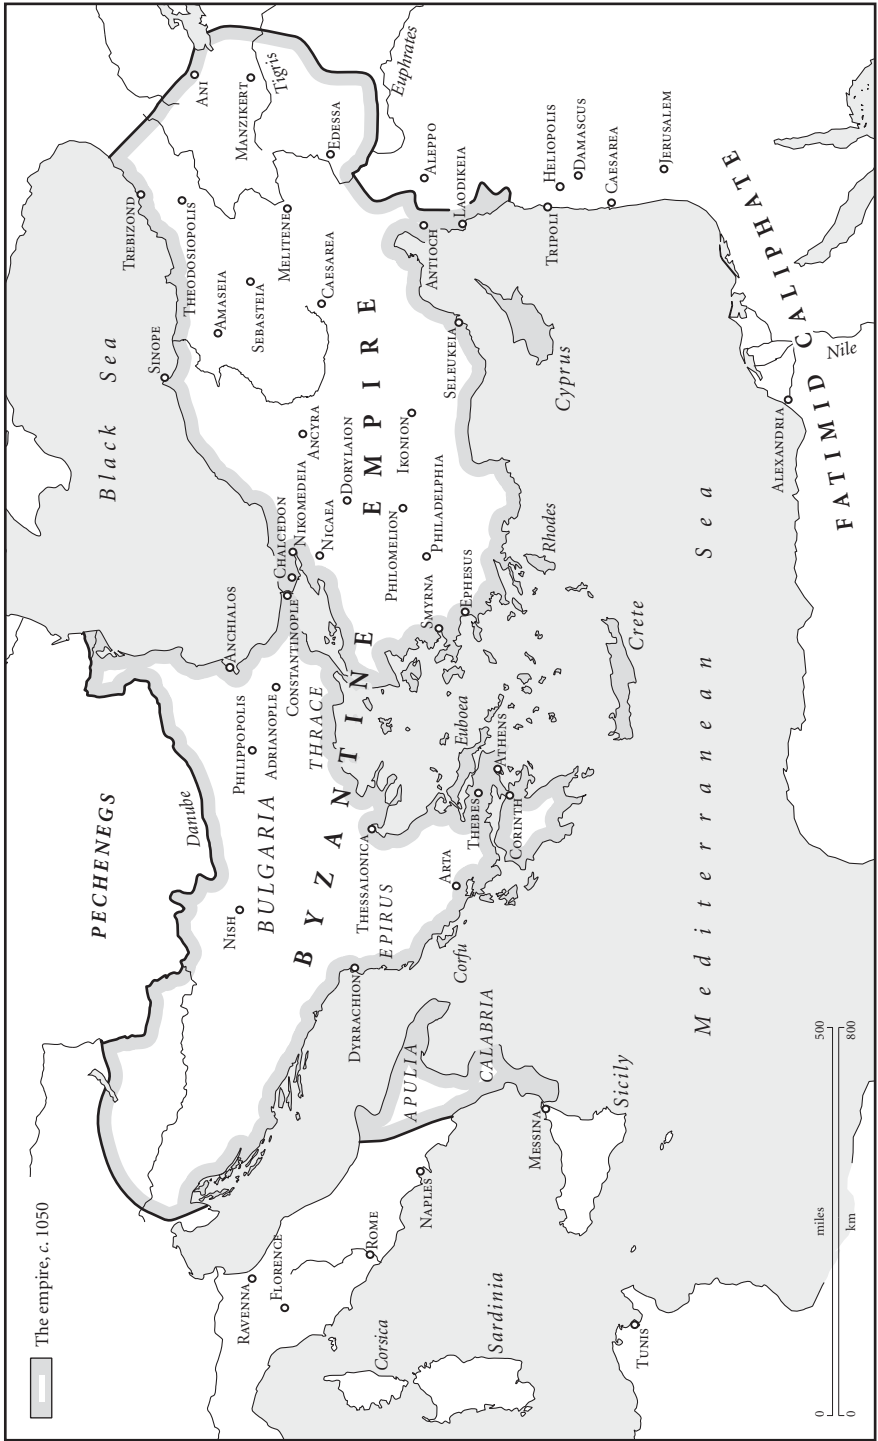 The empire, c. 1050
PECHENEGS
Black Sea
Danube
BYZANTINE EMPIRE
BULGARIA
THRACE
EPIRUS
APULIA
CALABRIA
RAVENNA
FLORENCE
ROME
NAPLES
MESSINA
TUNIS
Corsica
Sardinia
Sicily
NISH
PHILIPPOPOLIS
ADRIANOPLE
ANCHIALOS
CONSTANTINOPLE
CHALCEDON
NIKOMEDEIA
NICAEA
DYRRACHION
THESSALONICA
ARTA
Corfu
THEBES
CORINTH
ATHENS
Euboea
Crete
Rhodes
Cyprus
SMYRNA
EPHESUS
PHILADELPHIA
PHILOMELION
IKONION
DORYLAION
ANCYRA
SINOPE
AMASEIA
SEBASTEIA
CAESAREA
THEODOSIOPOLIS
TREBIZOND
MELITENE
MANZIKERT
ANI
Tigris
Euphrates
EDESSA
SELEUKEIA
ANTIOCH
ALEPPO
LAODIKEIA
TRIPOLI
HELIOPOLIS
DAMASCUS
CAESAREA
JERUSALEM
ALEXANDRIA
Nile
FATIMID CALIPHATE
Mediterranean Sea
0 miles 500
0 km 800